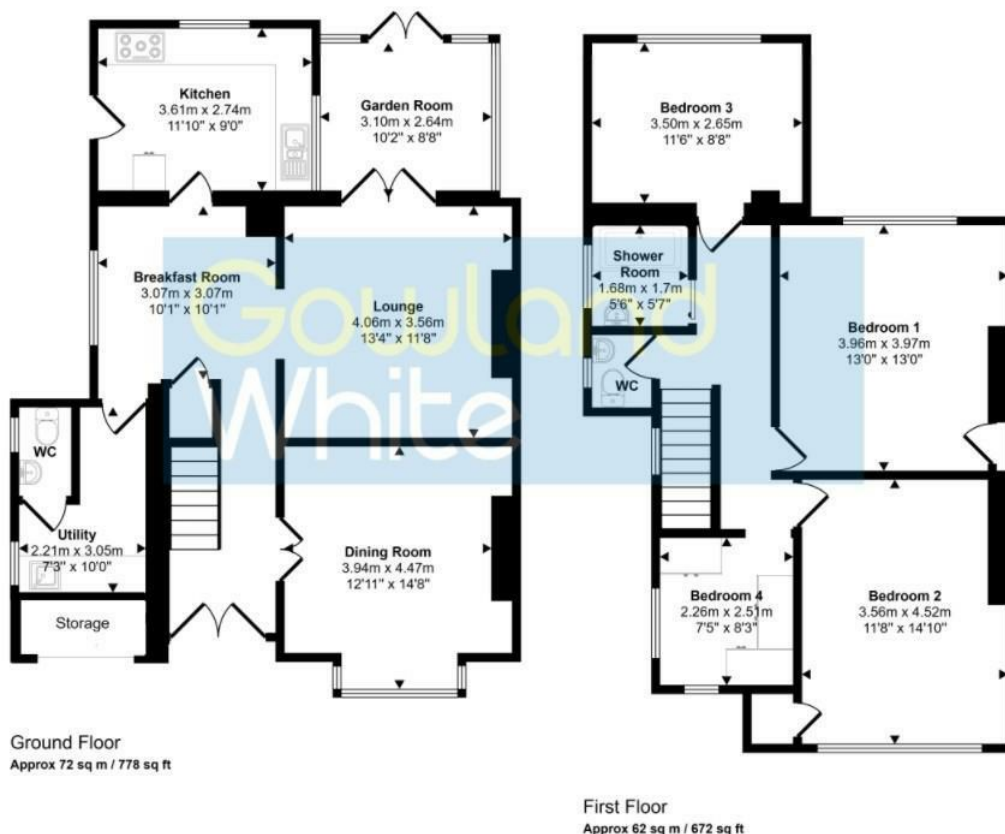 Kitchen
3.61m x 2.74m
11'10" x 9'0"
Garden Room
3.10m x 2.64m
10'2" x 8'8"
Breakfast Room
3.07m x 3.07m
10'1" x 10'1"
Lounge
4.06m x 3.56m
13'4" x 11'8"
WC
Utility
2.21m x 3.05m
7'3" x 10'0"
Storage
Dining Room
3.94m x 4.47m
12'11" x 14'8"
Ground Floor
Approx 72 sq m / 778 sq ft
Bedroom 3
3.50m x 2.65m
11'6" x 8'8"
Shower
Room
1.68m x 1.7m
5'6" x 5'7"
WC
Bedroom 1
3.96m x 3.97m
13'0" x 13'0"
Bedroom 4
2.26m x 2.51m
7'5" x 8'3"
Bedroom 2
3.56m x 4.52m
11'8" x 14'10"
First Floor
Approx 62 sq m / 672 sq ft
Gowland
White